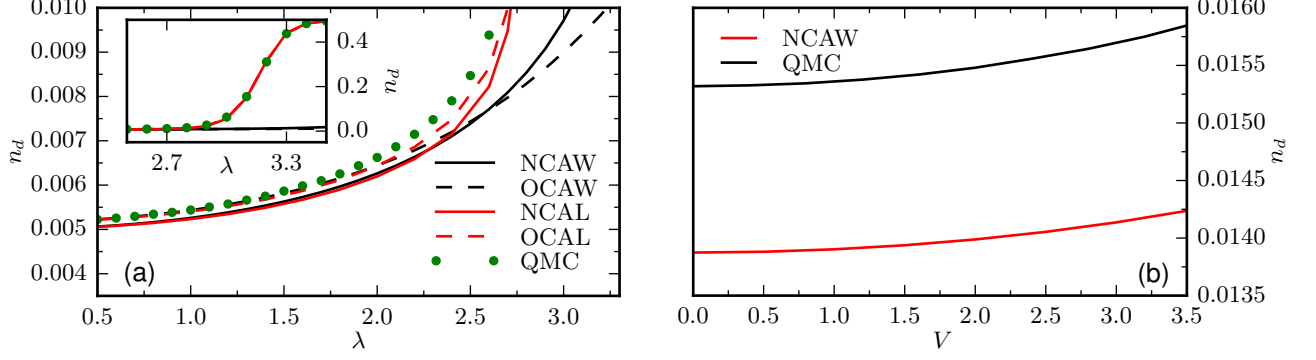 0.010
0.009
0.008
0.007
0.006
0.005
0.004
n_d
0.4
0.2
0.0
n_d
2.7
λ
3.3
NCAW
OCAW
NCAL
OCAL
QMC
(a)
0.5
1.0
1.5
2.0
2.5
3.0
λ
NCAW
QMC
(b)
0.0
0.5
1.0
1.5
2.0
2.5
3.0
3.5
V
0.0160
0.0155
0.0150
0.0145
0.0140
0.0135
n_d